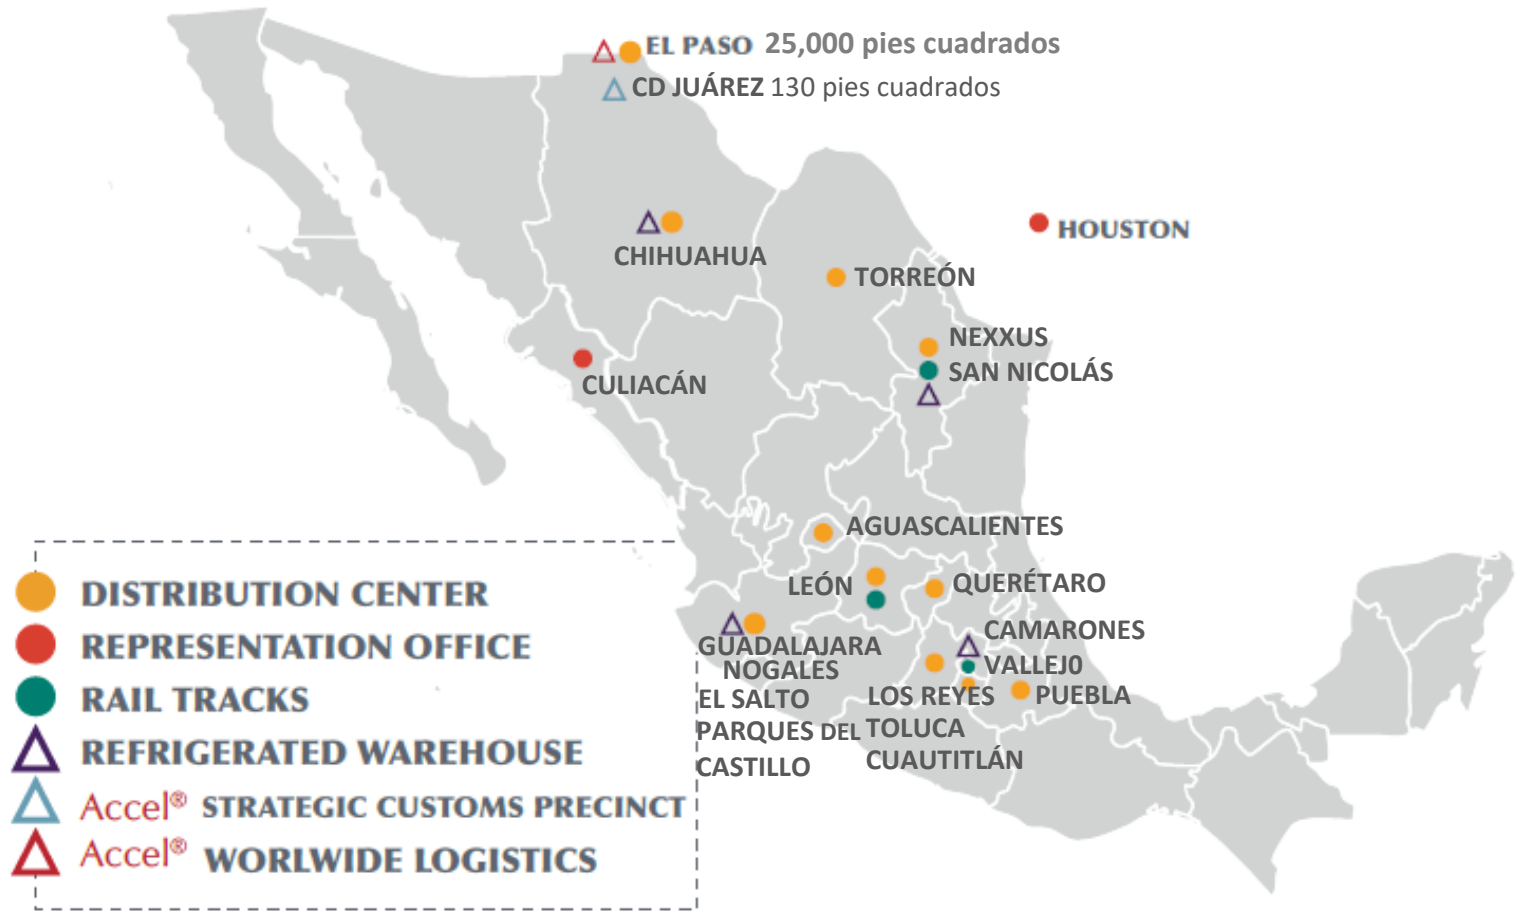 EL PASO 25,000 pies cuadrados
CD JUÁREZ 130 pies cuadrados
HOUSTON
CHIHUAHUA
TORREÓN
NEXXUS
SAN NICOLÁS
CULIACÁN
AGUASCALIENTES
LEÓN
QUERÉTARO
CAMARONES
GUADALAJARA
VALLEJ0
NOGALES
LOS REYES
PUEBLA
EL SALTO
PARQUES DEL
TOLUCA
CASTILLO
CUAUTITLÁN
DISTRIBUTION CENTER
REPRESENTATION OFFICE
RAIL TRACKS
REFRIGERATED WAREHOUSE
Accel® STRATEGIC CUSTOMS PRECINCT
Accel® WORLWIDE LOGISTICS